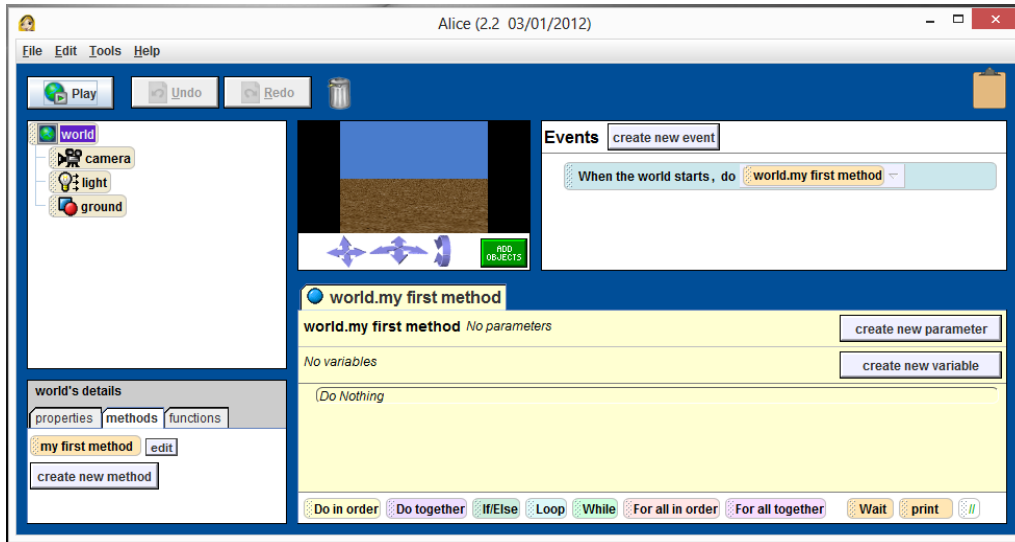 Alice (2.2 03/01/2012)
File Edit Tools Help
Play Undo Redo
world
camera
light
ground
ADD
OBJECTS
Events create new event
When the world starts, do world.my first method
world's details
properties methods functions
my first method edit
create new method
world.my first method
world.my first method No parameters create new parameter
No variables create new variable
(Do Nothing
Do in order Do together If/Else Loop While For all in order For all together Wait print //